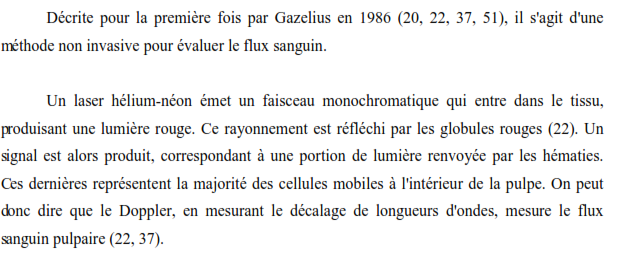 Décrite pour la première fois par Gazelius en 1986 (20, 22, 37, 51), il s'agit d'une
méthode non invasive pour évaluer le flux sanguin.
Un laser hélium-néon émet un faisceau monochromatique qui entre dans le tissu,
produisant une lumière rouge. Ce rayonnement est réfléchi par les globules rouges (22). Un
signal est alors produit, correspondant à une portion de lumière renvoyée par les hématies.
Ces dernières représentent la majorité des cellules mobiles à l'intérieur de la pulpe. On peut
donc dire que le Doppler, en mesurant le décalage de longueurs d'ondes, mesure le flux
sanguin pulpaire (22, 37).